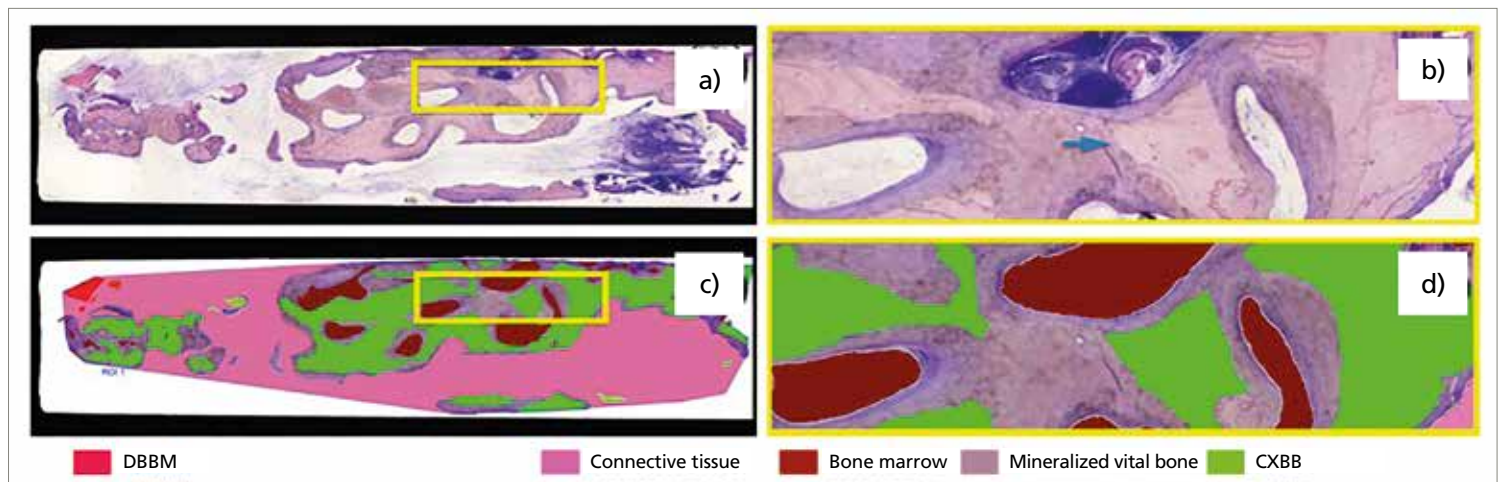 a)
b)
c)
d)
ROI 1
DBBM
Connective tissue
Bone marrow
Mineralized vital bone
CXBB